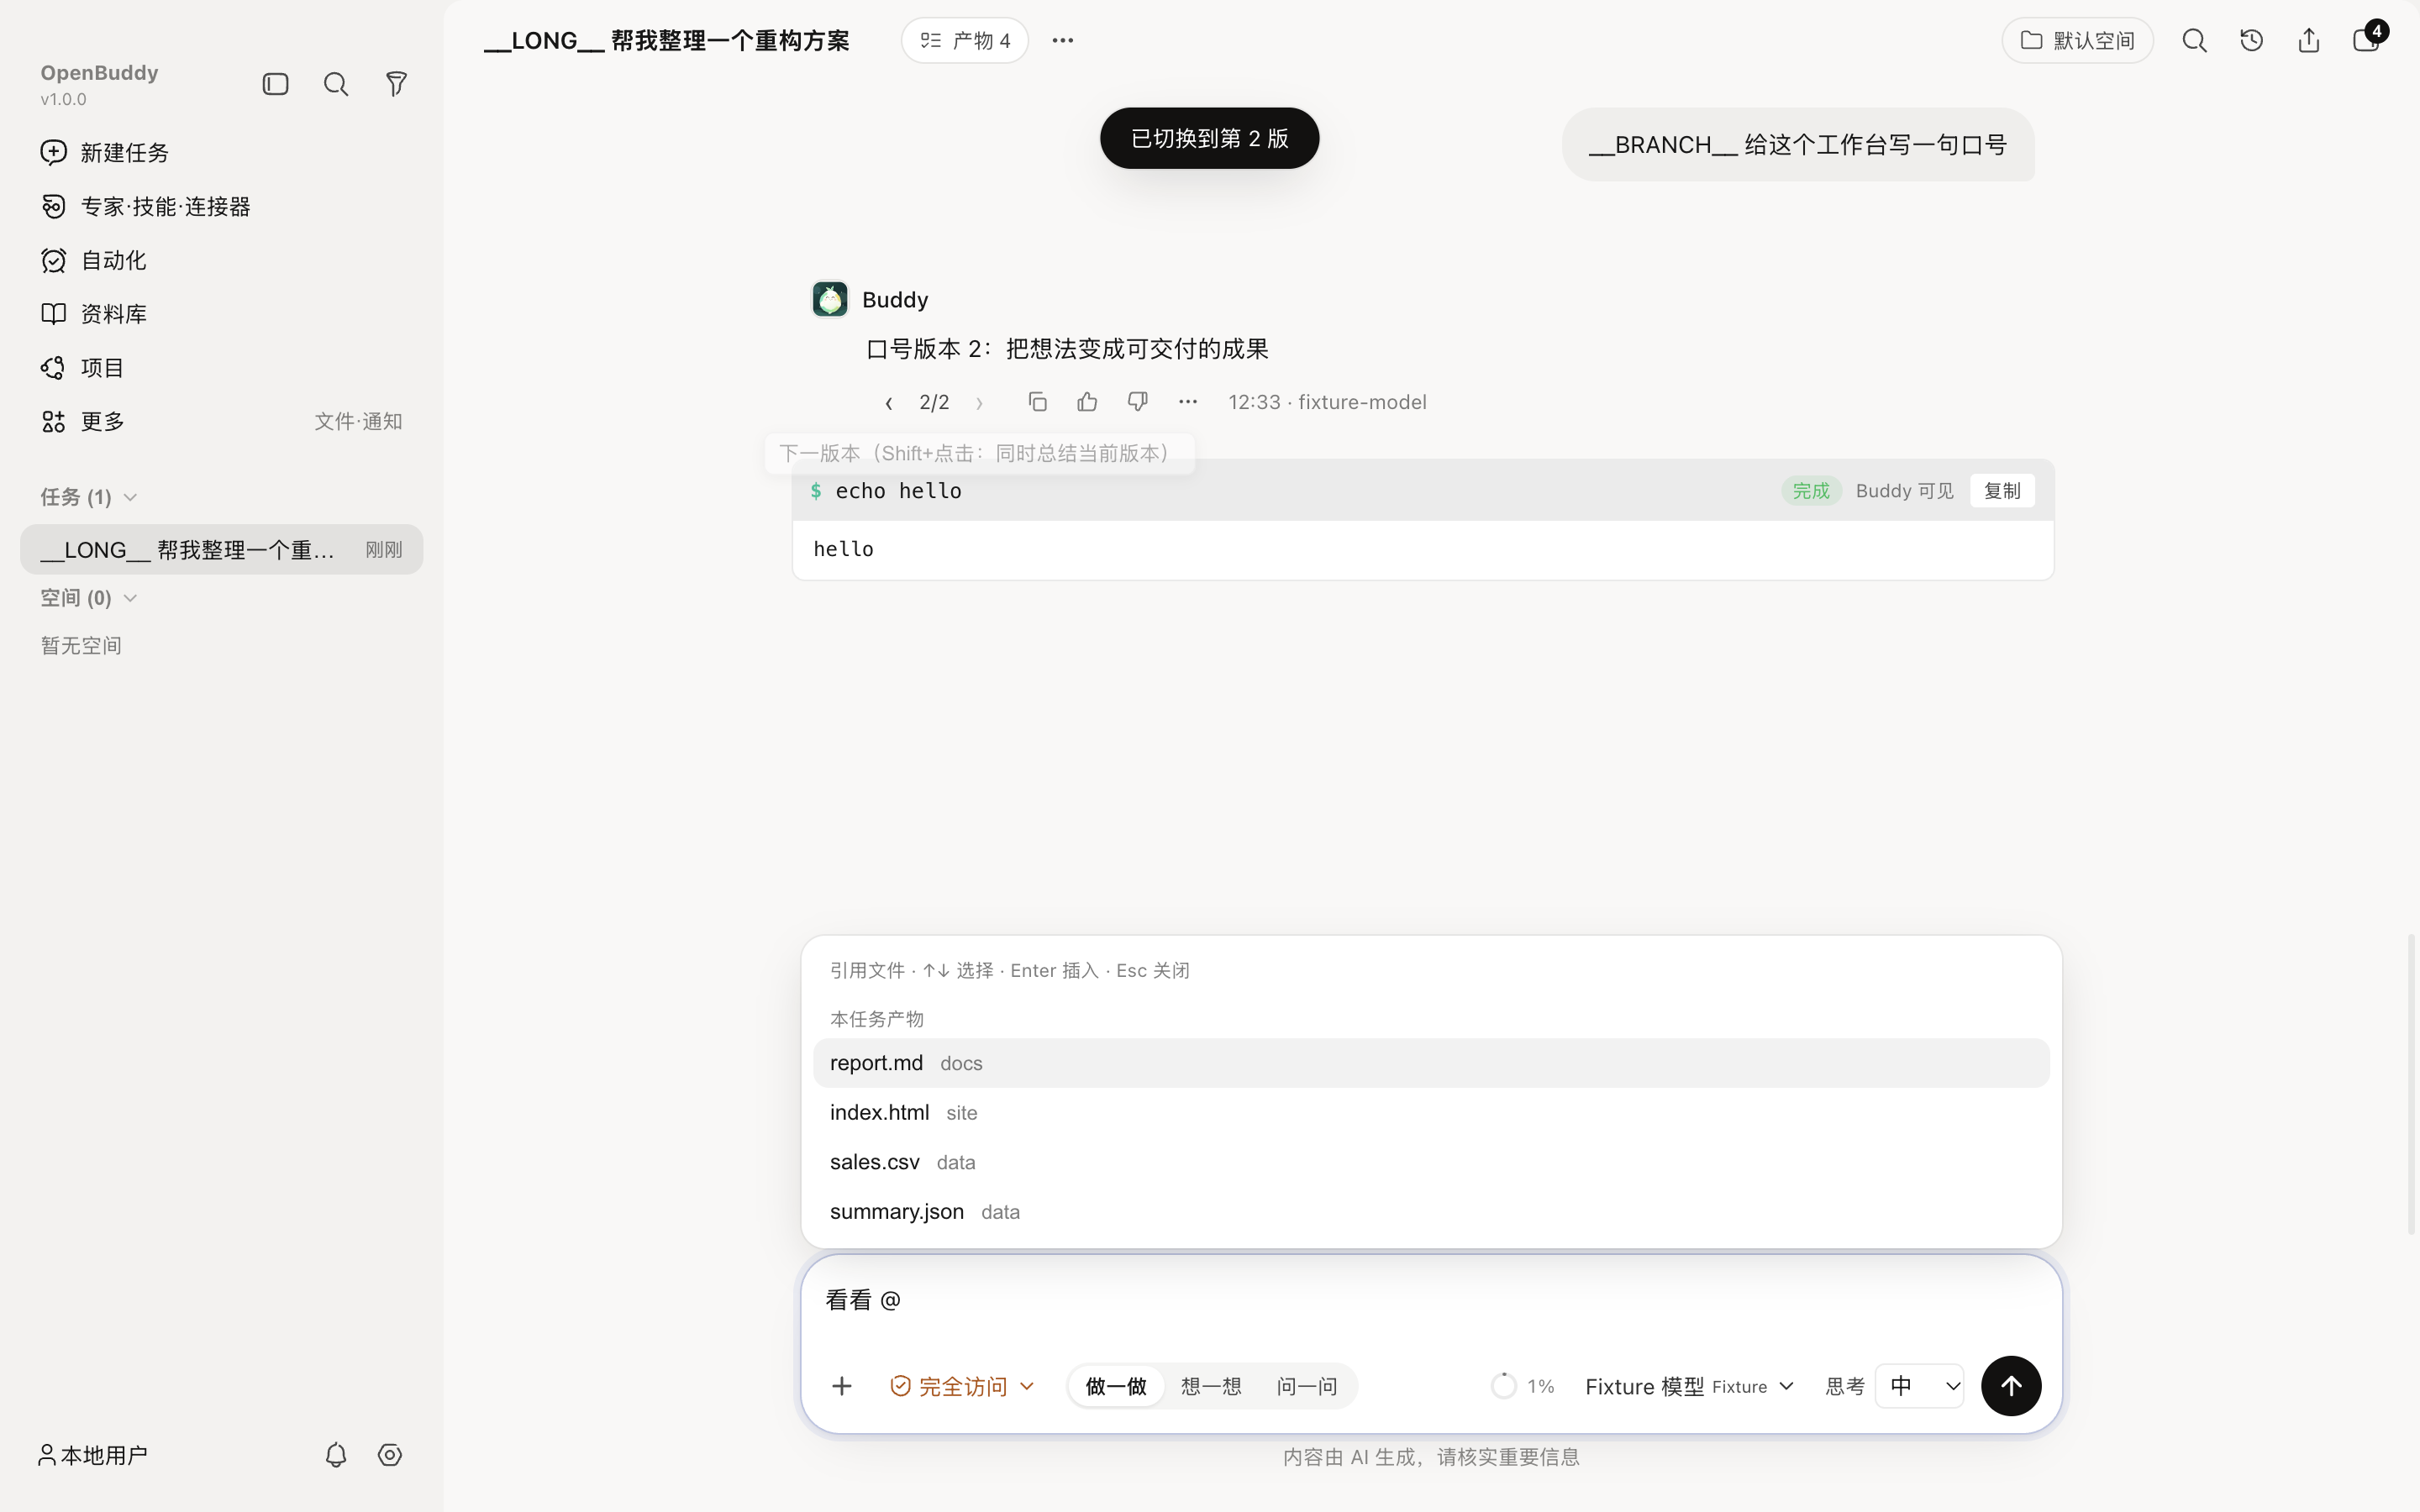 OpenBuddy
v1.0.0
新建任务
专家·技能·连接器
自动化
资料库
项目
更多 文件·通知
任务 (1)
__LONG__ 帮我整理一个重… 刚刚
空间 (0)
暂无空间
本地用户
__LONG__ 帮我整理一个重构方案 产物 4 默认空间 4
已切换到第 2 版
__BRANCH__ 给这个工作台写一句口号
Buddy
口号版本 2：把想法变成可交付的成果
2/2 12:33 · fixture-model
下一版本（Shift+点击：同时总结当前版本）
$ echo hello 完成 Buddy 可见 复制
hello
引用文件 · ↑↓ 选择 · Enter 插入 · Esc 关闭
本任务产物
report.md docs
index.html site
sales.csv data
summary.json data
看看 @
完全访问 做一做 想一想 问一问 1% Fixture 模型 Fixture 思考 中
内容由 AI 生成，请核实重要信息